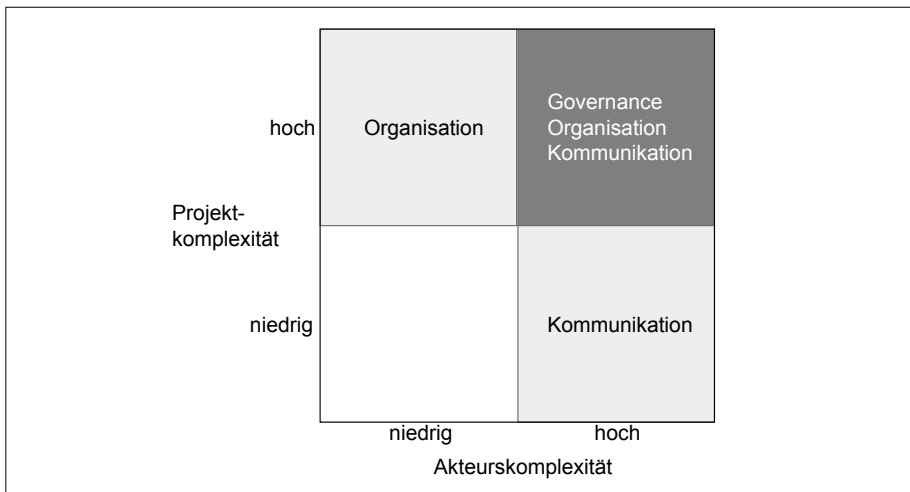 hoch
Organisation
Governance
Organisation
Kommunikation
Projekt-
komplexität
niedrig
Kommunikation
niedrig
hoch
Akteurskomplexität